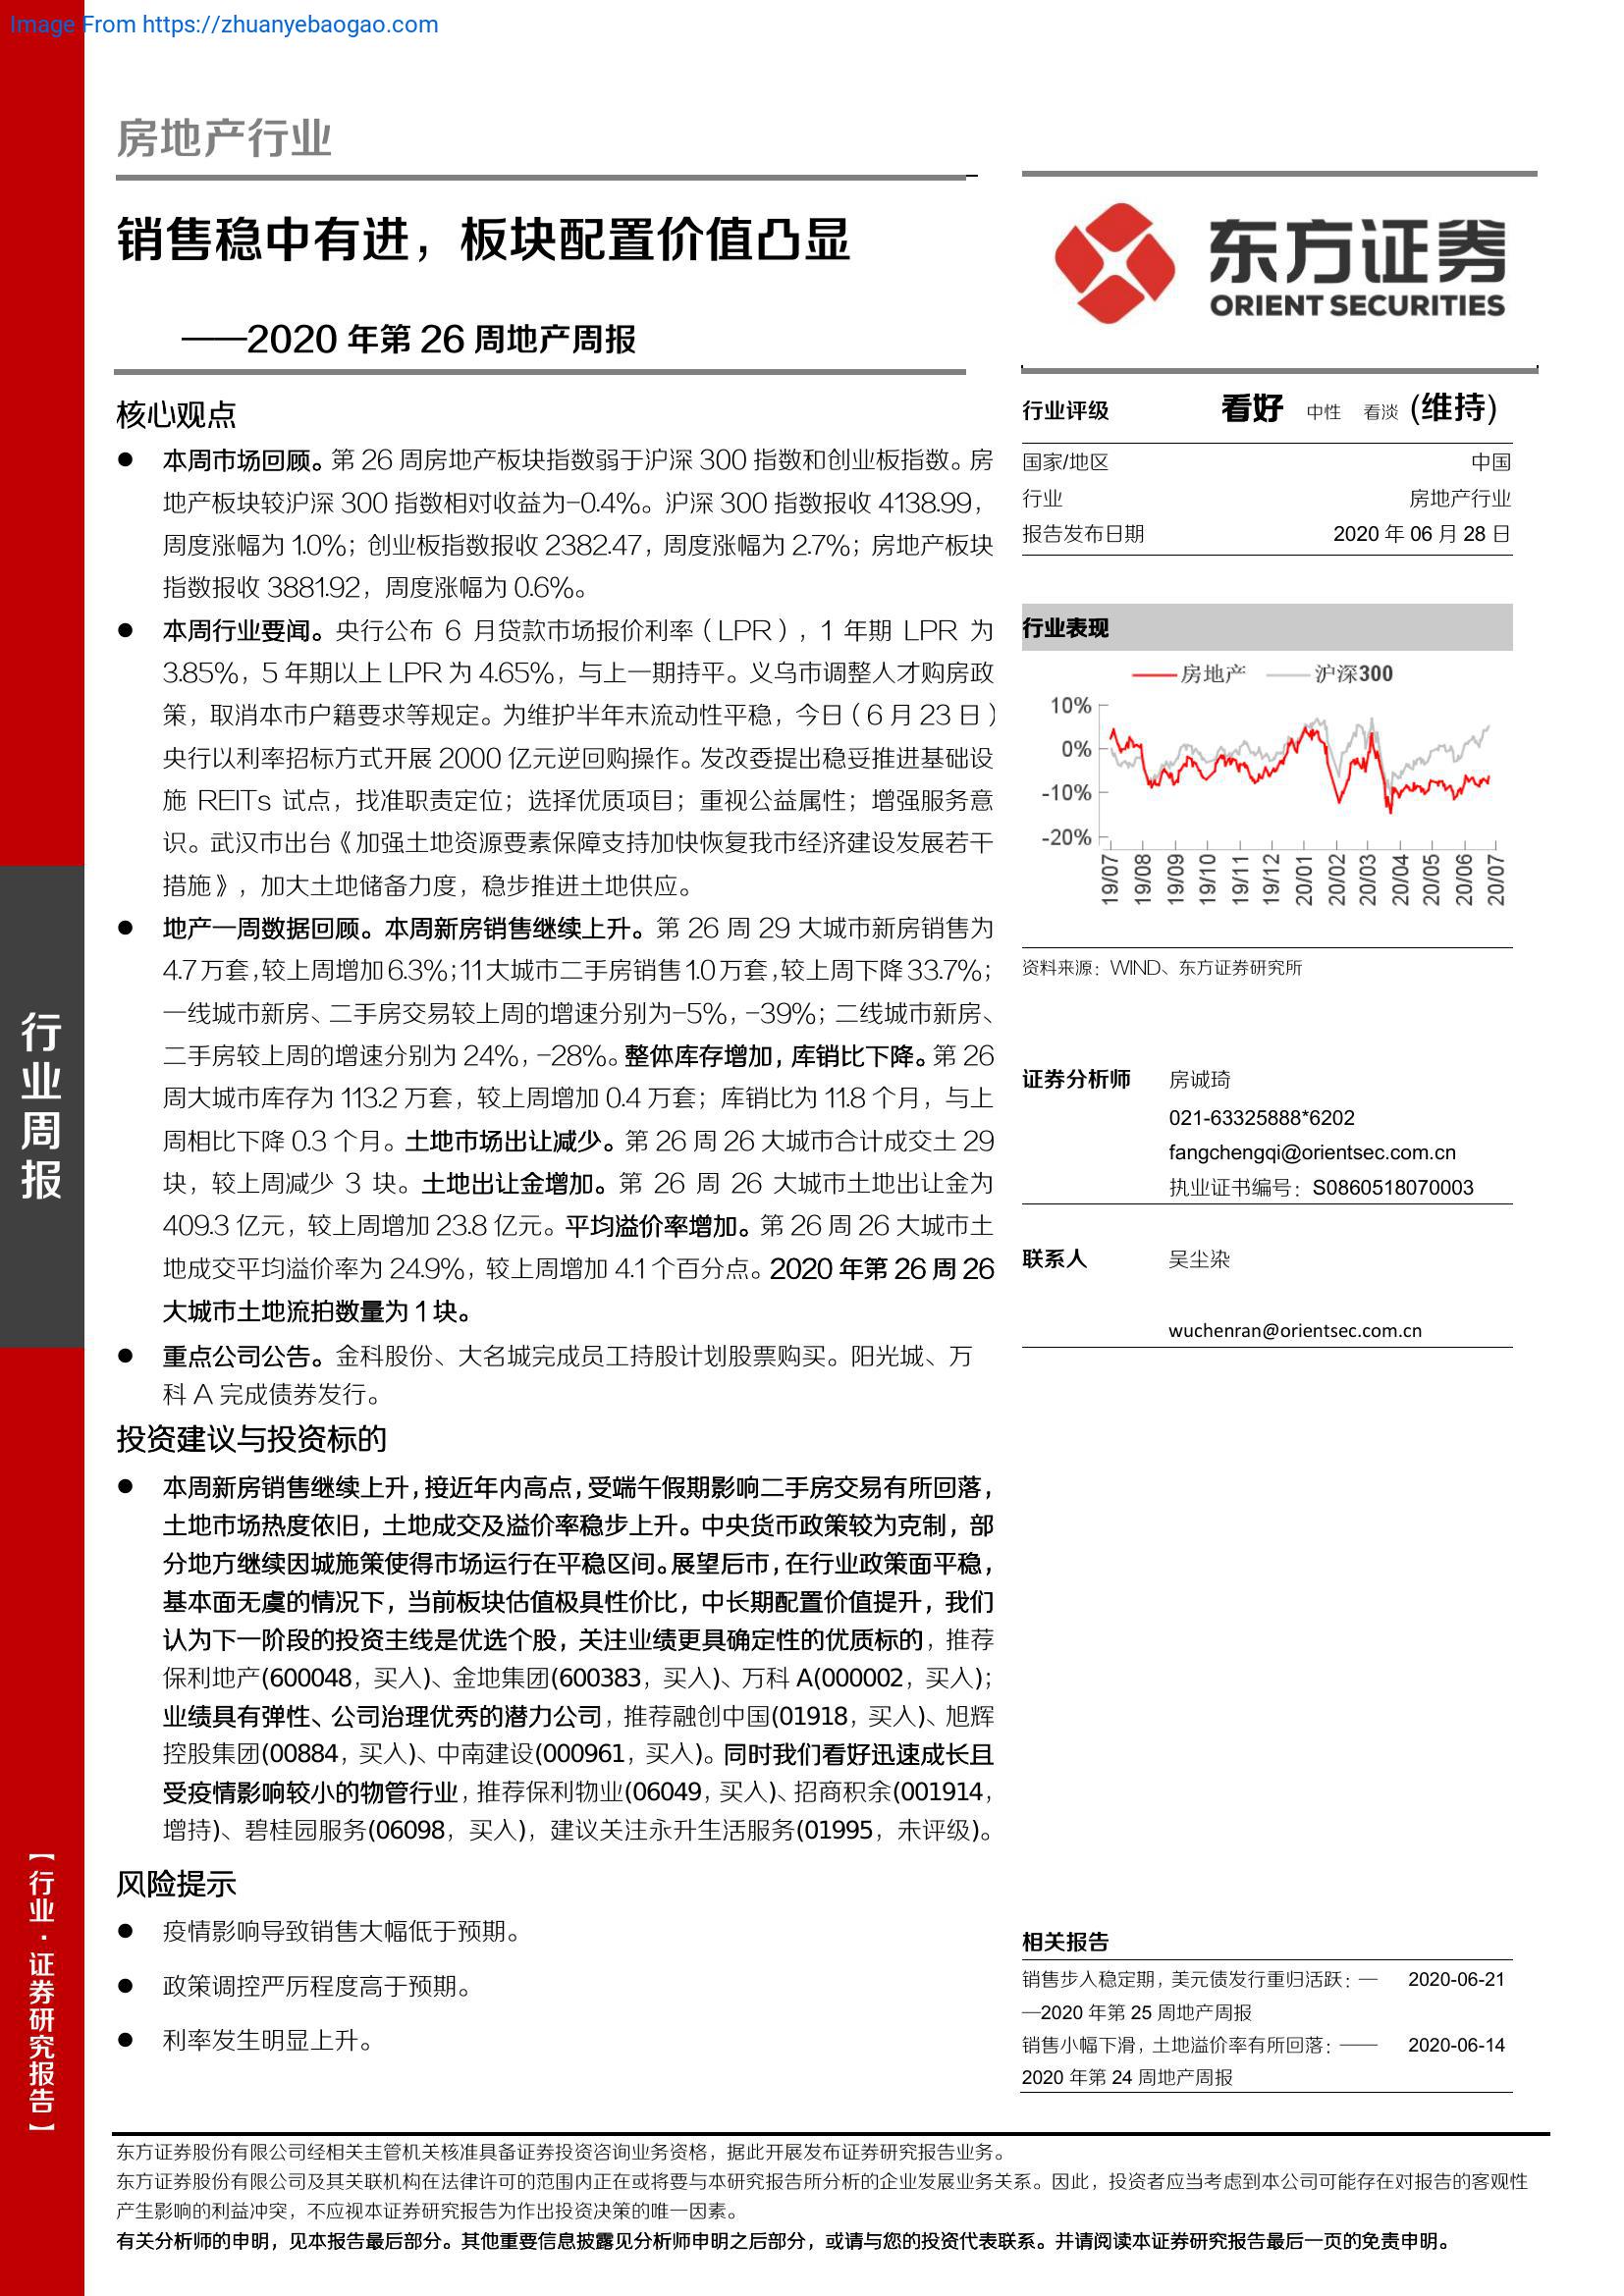 Image From https://zhuanyebaogao.com
房地产行业
销售稳中有进，板块配置价值凸显
——2020 年第 26 周地产周报
东方证券
ORIENT SECURITIES
核心观点
● 本周市场回顾。第 26 周房地产板块指数弱于沪深 300 指数和创业板指数。房
地产板块较沪深 300 指数相对收益为-0.4%。沪深 300 指数报收 4138.99，
周度涨幅为 1.0%；创业板指数报收 2382.47，周度涨幅为 2.7%；房地产板块
指数报收 3881.92，周度涨幅为 0.6%。
● 本周行业要闻。央行公布 6 月贷款市场报价利率（LPR），1 年期 LPR 为
3.85%，5 年期以上 LPR 为 4.65%，与上一期持平。义乌市调整人才购房政
策，取消本市户籍要求等规定。为维护半年末流动性平稳，今日（6 月 23 日）
央行以利率招标方式开展 2000 亿元逆回购操作。发改委提出稳妥推进基础设
施 REITs 试点，找准职责定位；选择优质项目；重视公益属性；增强服务意
识。武汉市出台《加强土地资源要素保障支持加快恢复我市经济建设发展若干
措施》，加大土地储备力度，稳步推进土地供应。
● 地产一周数据回顾。本周新房销售继续上升。第 26 周 29 大城市新房销售为
4.7万套，较上周增加6.3%；11大城市二手房销售1.0万套，较上周下降33.7%；
一线城市新房、二手房交易较上周的增速分别为-5%，-39%；二线城市新房、
二手房较上周的增速分别为 24%，-28%。整体库存增加，库销比下降。第 26
周大城市库存为 113.2 万套，较上周增加 0.4 万套；库销比为 11.8 个月，与上
周相比下降 0.3 个月。土地市场出让减少。第 26 周 26 大城市合计成交土 29
块，较上周减少 3 块。土地出让金增加。第 26 周 26 大城市土地出让金为
409.3 亿元，较上周增加 23.8 亿元。平均溢价率增加。第 26 周 26 大城市土
地成交平均溢价率为 24.9%，较上周增加 4.1 个百分点。2020 年第 26 周 26
大城市土地流拍数量为 1 块。
● 重点公司公告。金科股份、大名城完成员工持股计划股票购买。阳光城、万
科 A 完成债券发行。
投资建议与投资标的
● 本周新房销售继续上升，接近年内高点，受端午假期影响二手房交易有所回落，
土地市场热度依旧，土地成交及溢价率稳步上升。中央货币政策较为克制，部
分地方继续因城施策使得市场运行在平稳区间。展望后市，在行业政策面平稳，
基本面无虞的情况下，当前板块估值极具性价比，中长期配置价值提升，我们
认为下一阶段的投资主线是优选个股，关注业绩更具确定性的优质标的，推荐
保利地产(600048，买入)、金地集团(600383，买入)、万科 A(000002，买入)；
业绩具有弹性、公司治理优秀的潜力公司，推荐融创中国(01918，买入)、旭辉
控股集团(00884，买入)、中南建设(000961，买入)。同时我们看好迅速成长且
受疫情影响较小的物管行业，推荐保利物业(06049，买入)、招商积余(001914，
增持)、碧桂园服务(06098，买入)，建议关注永升生活服务(01995，未评级)。
风险提示
● 疫情影响导致销售大幅低于预期。
● 政策调控严厉程度高于预期。
● 利率发生明显上升。
行业评级 看好 中性 看淡 (维持)
国家/地区 中国
行业 房地产行业
报告发布日期 2020 年 06 月 28 日
行业表现
房地产 沪深300
10%
0%
-10%
-20%
19/07 19/08 19/09 19/10 19/11 19/12 20/01 20/02 20/03 20/04 20/05 20/06 20/07
资料来源：WIND、东方证券研究所
证券分析师 房诚琦
021-63325888*6202
fangchengqi@orientsec.com.cn
执业证书编号：S0860518070003
联系人 吴尘染
wuchenran@orientsec.com.cn
相关报告
销售步入稳定期，美元债发行重归活跃：— 2020-06-21
—2020 年第 25 周地产周报
销售小幅下滑，土地溢价率有所回落：—— 2020-06-14
2020 年第 24 周地产周报
行业周报
【行业·证券研究报告】
东方证券股份有限公司经相关主管机关核准具备证券投资咨询业务资格，据此开展发布证券研究报告业务。
东方证券股份有限公司及其关联机构在法律许可的范围内正在或将要与本研究报告所分析的企业发展业务关系。因此，投资者应当考虑到本公司可能存在对报告的客观性
产生影响的利益冲突，不应视本证券研究报告为作出投资决策的唯一因素。
有关分析师的申明，见本报告最后部分。其他重要信息披露见分析师申明之后部分，或请与您的投资代表联系。并请阅读本证券研究报告最后一页的免责申明。